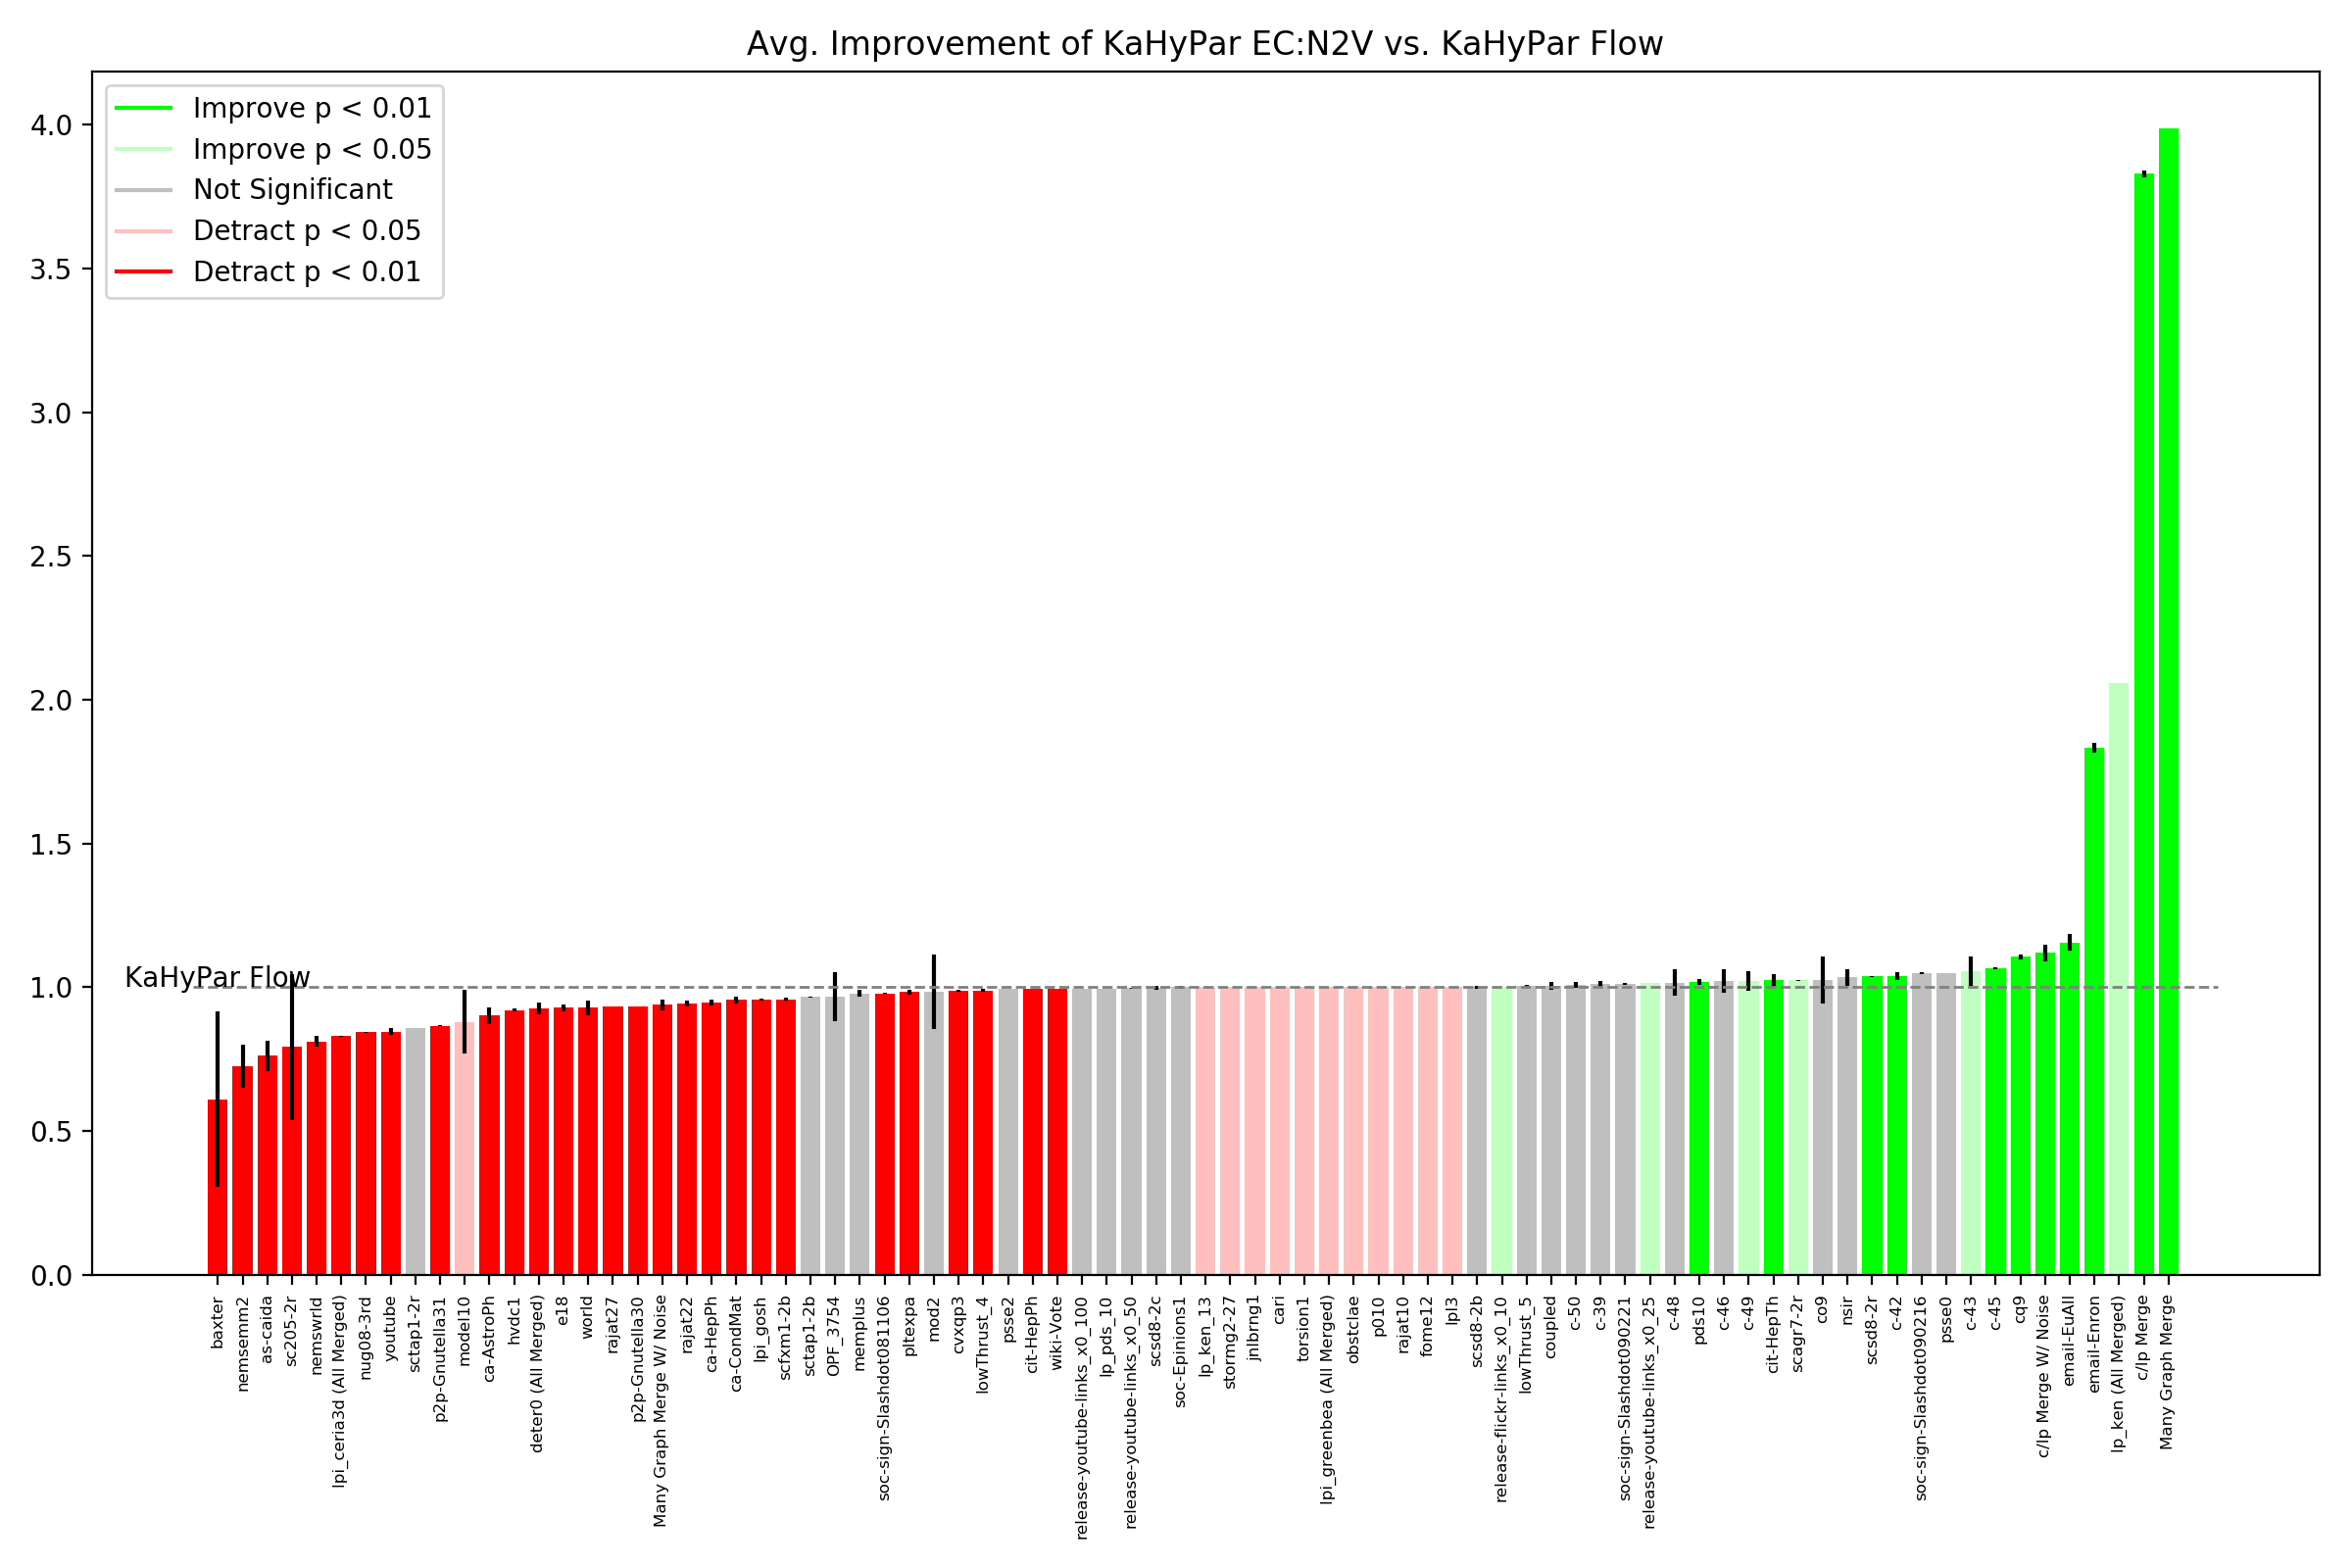 Avg. Improvement of KaHyPar EC:N2V vs. KaHyPar Flow
Improve p < 0.01
Improve p < 0.05
Not Significant
Detract p < 0.05
Detract p < 0.01
4.0
3.5
3.0
2.5
2.0
1.5
1.0
0.5
0.0
KaHyPar Flow
baxter
nemsemm2
as-caida
sc205-2r
nemswrld
lpi_ceria3d (All Merged)
nug08-3rd
youtube
sctap1-2r
p2p-Gnutella31
model10
ca-AstroPh
hvdc1
deter0 (All Merged)
e18
world
rajat27
p2p-Gnutella30
Many Graph Merge W/ Noise
rajat22
ca-HepPh
ca-CondMat
lpi_gosh
scfxm1-2b
sctap1-2b
OPF_3754
memplus
soc-sign-Slashdot081106
pltexpa
mod2
cvxqp3
lowThrust_4
psse2
cit-HepPh
wiki-Vote
release-youtube-links_x0_100
lp_pds_10
release-youtube-links_x0_50
scsd8-2c
soc-Epinions1
lp_ken_13
stormg2-27
jnlbrng1
cari
torsion1
lpi_greenbea (All Merged)
obstclae
p010
rajat10
fome12
lpl3
scsd8-2b
release-flickr-links_x0_10
lowThrust_5
coupled
c-50
c-39
soc-sign-Slashdot090221
release-youtube-links_x0_25
c-48
pds10
c-46
c-49
cit-HepTh
scagr7-2r
co9
nsir
scsd8-2r
c-42
soc-sign-Slashdot090216
psse0
c-43
c-45
cq9
c/lp Merge W/ Noise
email-EuAll
email-Enron
lp_ken (All Merged)
c/lp Merge
Many Graph Merge